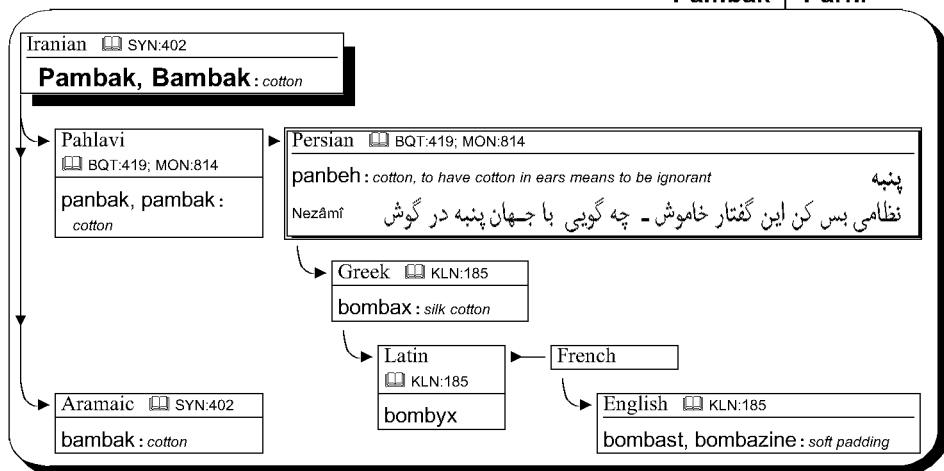 Pambak | Parni
Iranian SYN:402
Pambak, Bambak : cotton
Pahlavi
BQT:419; MON:814
panbak, pambak :
cotton
Persian BQT:419; MON:814
panbeh : cotton, to have cotton in ears means to be ignorant پنبه
Nezâmî نظامی بس کن این گفتار خاموش ـ چه گویی با جهان پنبه در گوش
Greek KLN:185
bombax : silk cotton
Latin
KLN:185
bombyx
French
English KLN:185
bombast, bombazine : soft padding
Aramaic SYN:402
bambak : cotton